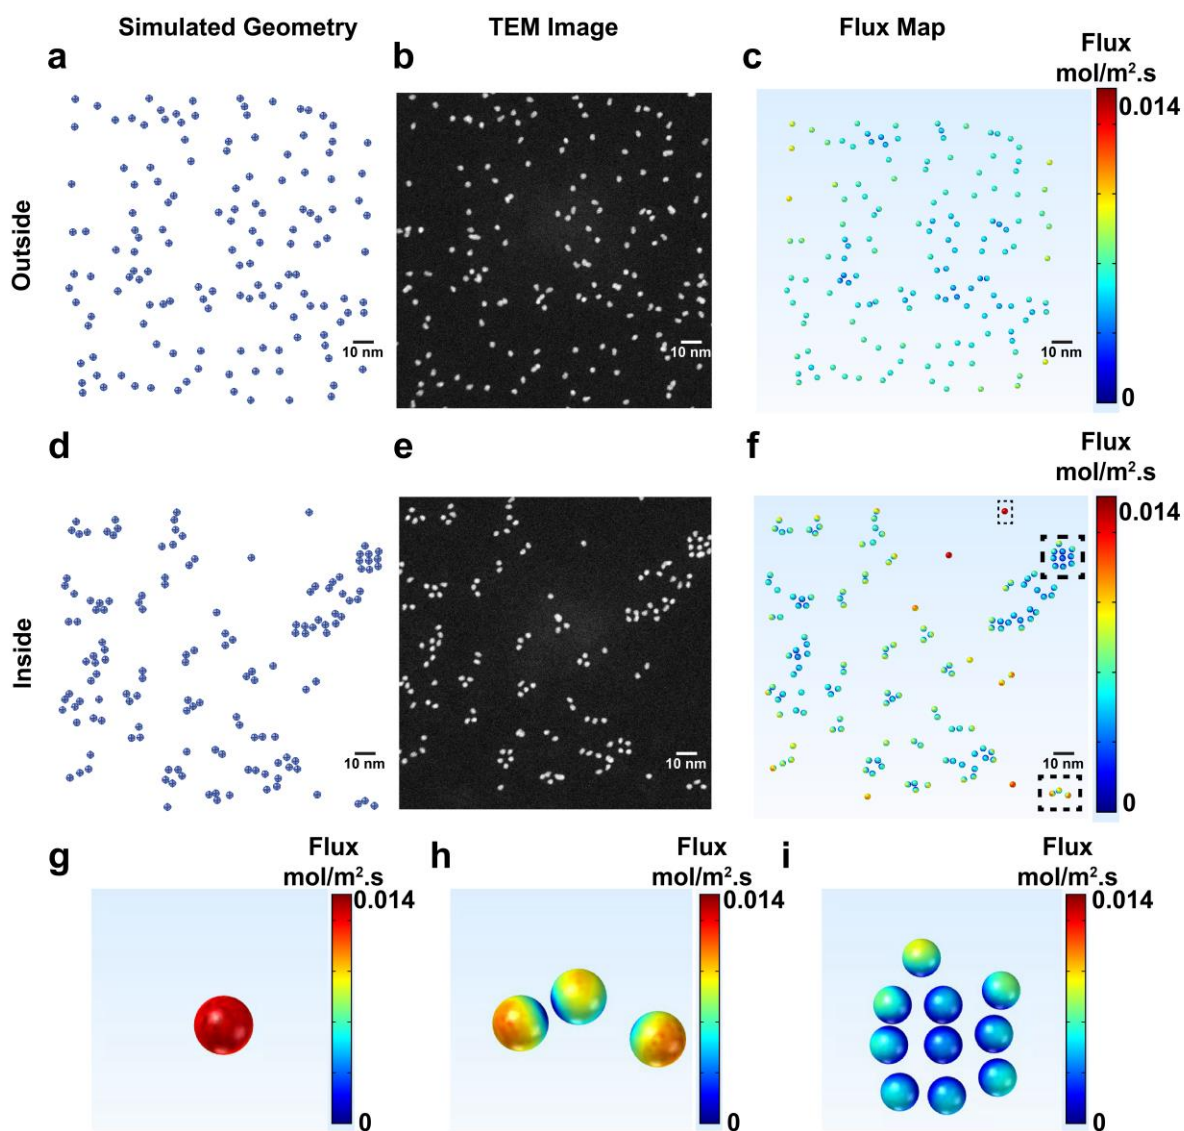 Simulated Geometry
TEM Image
Flux Map
Flux
mol/m².s
a
b
c
0.014
Outside
10 nm
10 nm
10 nm
0
d
e
f
Flux
mol/m².s
0.014
Inside
10 nm
10 nm
10 nm
0
g
Flux
mol/m².s
h
Flux
mol/m².s
i
Flux
mol/m².s
0.014
0.014
0.014
0
0
0